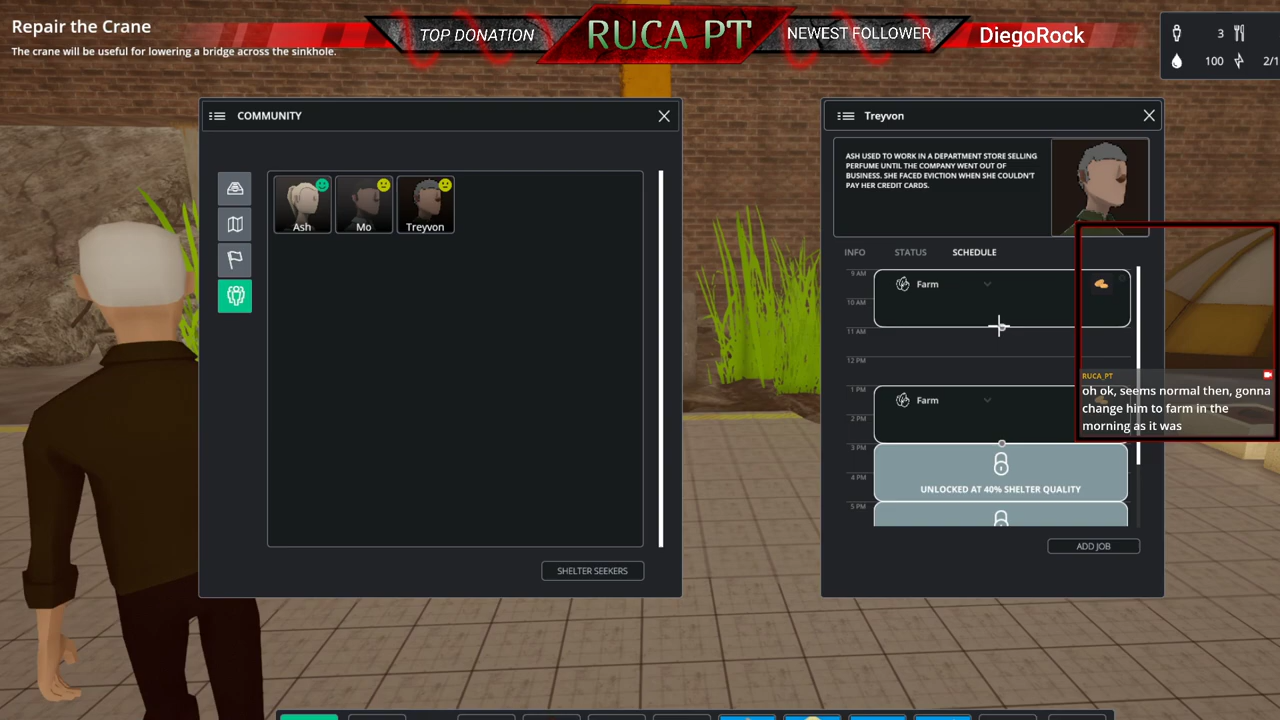 Repair the Crane
The crane will be useful for lowering a bridge across the sinkhole.
TOP DONATION
RUCA PT
NEWEST FOLLOWER
DiegoRock
3
100
2/1
COMMUNITY
Ash
Mo
Treyvon
SHELTER SEEKERS
Treyvon
ASH USED TO WORK IN A DEPARTMENT STORE SELLING
PERFUME UNTIL THE COMPANY WENT OUT OF
BUSINESS. SHE FACED EVICTION WHEN SHE COULDN'T
PAY HER CREDIT CARDS.
INFO
STATUS
SCHEDULE
9 AM
Farm
10 AM
11 AM
12 PM
1 PM
Farm
2 PM
3 PM
4 PM
UNLOCKED AT 40% SHELTER QUALITY
5 PM
ADD JOB
RUCA_PT
oh ok, seems normal then, gonna
change him to farm in the
morning as it was